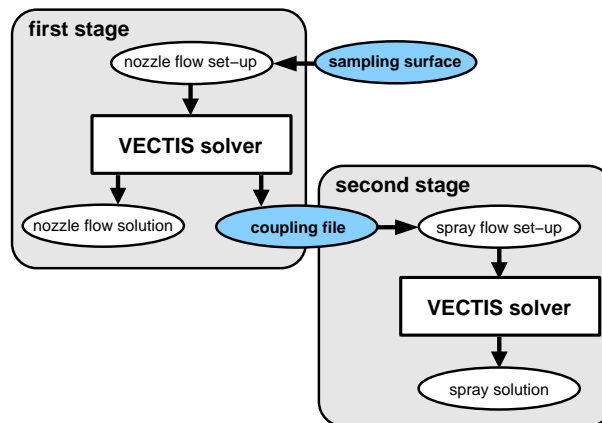 first stage
nozzle flow set−up
sampling surface
VECTIS solver
nozzle flow solution
coupling file
second stage
spray flow set−up
VECTIS solver
spray solution